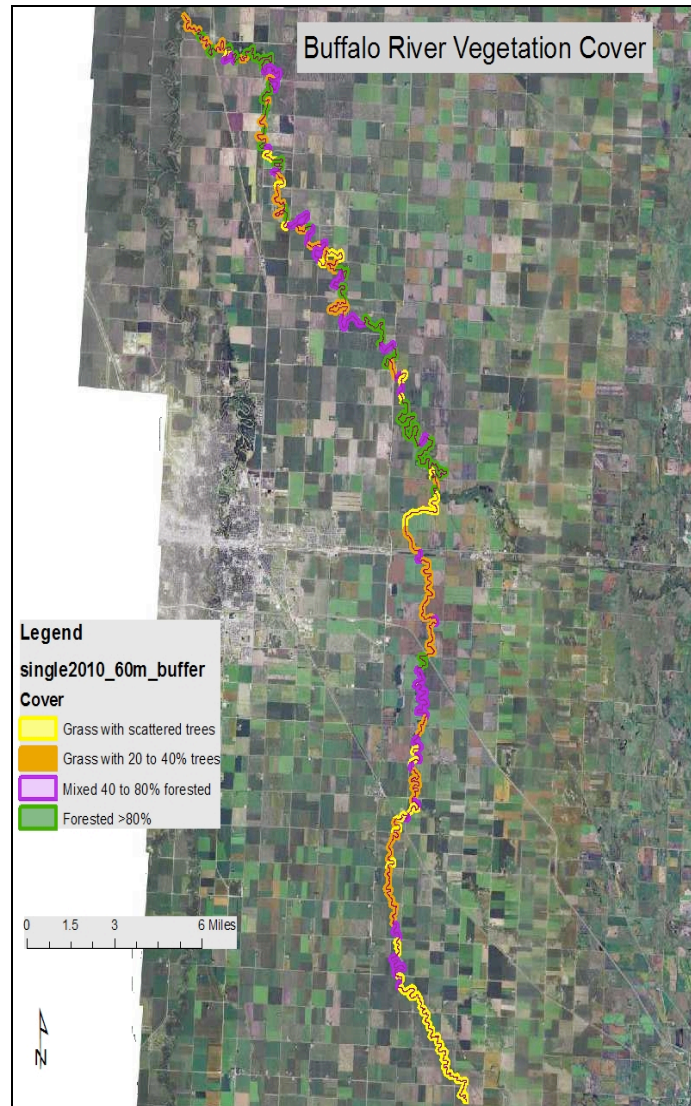 Buffalo River Vegetation Cover
Legend
single2010_60m_buffer
Cover
Grass with scattered trees
Grass with 20 to 40% trees
Mixed 40 to 80% forested
Forested >80%
0 1.5 3 6 Miles
N